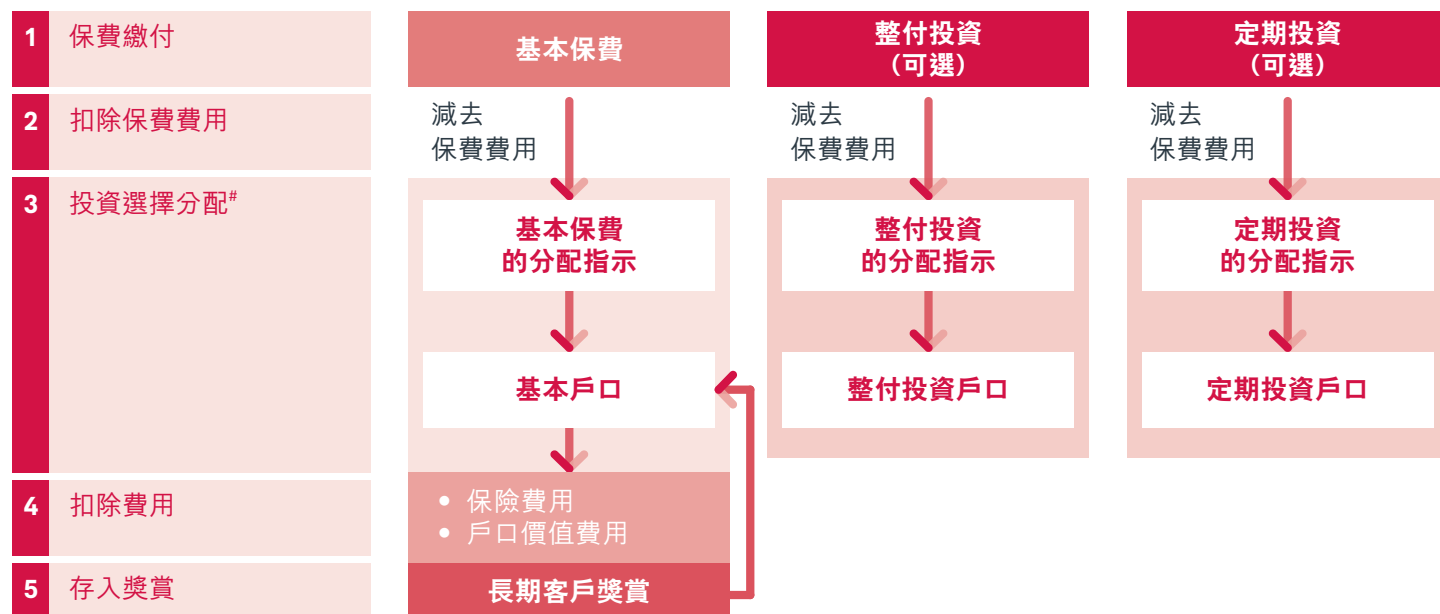 1 保費繳付
基本保費
整付投資
(可選)
定期投資
(可選)
2 扣除保費費用
減去
保費費用
減去
保費費用
減去
保費費用
3 投資選擇分配#
基本保費
的分配指示
整付投資
的分配指示
定期投資
的分配指示
基本戶口
整付投資戶口
定期投資戶口
4 扣除費用
• 保險費用
• 戶口價值費用
5 存入獎賞
長期客戶獎賞